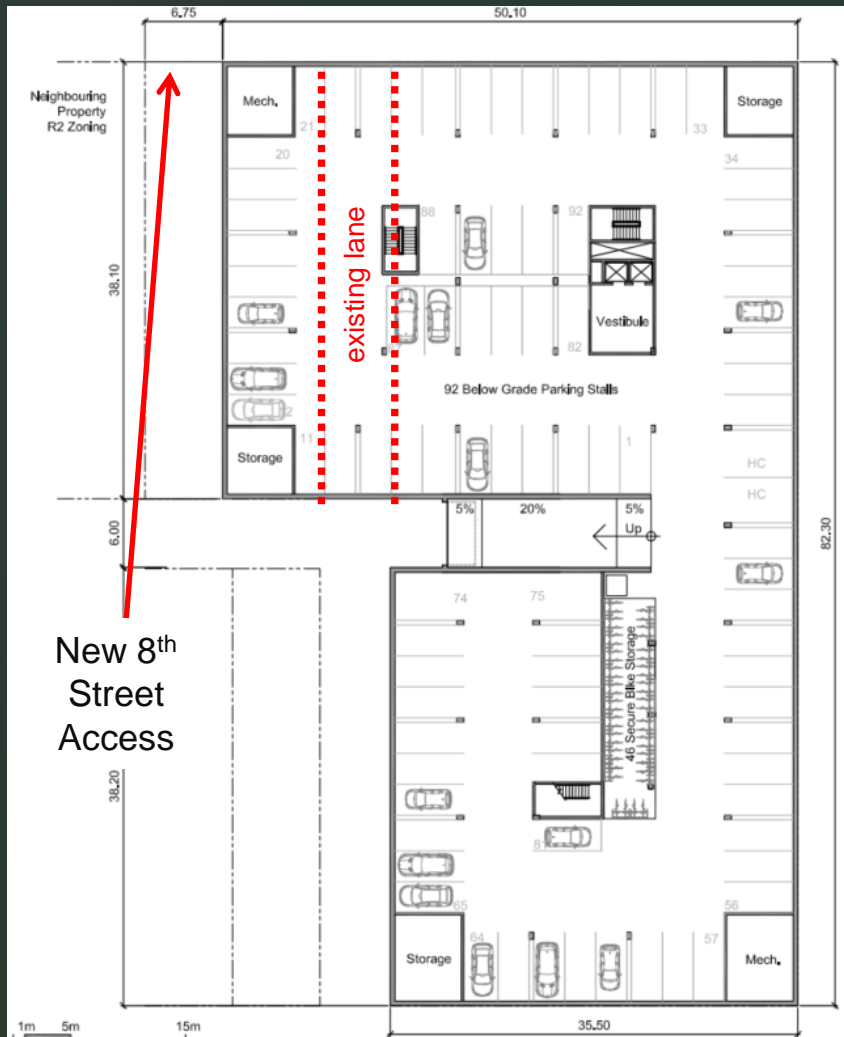 6.75
50.10
Neighbouring
Property
R2 Zoning
Mech.
Storage
21
33
20
34
existing lane
88
92
38.10
Vestibule
82
92 Below Grade Parking Stalls
11
1
Storage
HC
HC
5%
20%
5%
Up
6.00
82.30
74
75
46 Secure Bike Storage
New 8th
Street
Access
38.20
81
65
56
64
57
Storage
Mech.
1m
5m
15m
35.50